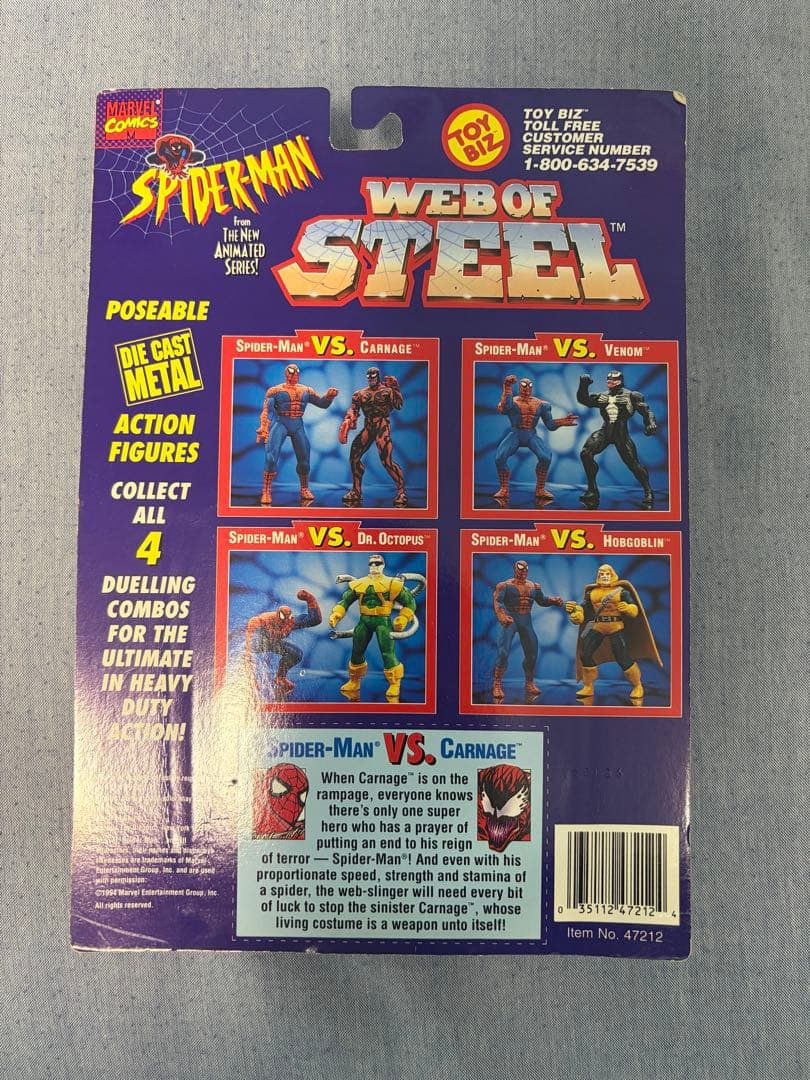 MARVEL
COMICS
M
SPIDER-MAN®
from
THE NEW
ANIMATED
SERIES!
TOY
BIZ
TOY BIZ™
TOLL FREE
CUSTOMER
SERVICE NUMBER
1-800-634-7539
WEB OF
STEEL™
POSEABLE
DIE CAST
METAL
ACTION
FIGURES
COLLECT
ALL
4
DUELLING
COMBOS
FOR THE
ULTIMATE
IN HEAVY
DUTY
ACTION!
SPIDER-MAN® VS. CARNAGE™
SPIDER-MAN® VS. VENOM™
SPIDER-MAN® VS. DR. OCTOPUS™
SPIDER-MAN® VS. HOBGOBLIN™
SPIDER-MAN® VS. CARNAGE™
When Carnage™ is on the
rampage, everyone knows
there's only one super
hero who has a prayer of
putting an end to his reign
of terror — Spider-Man®! And even with his
proportionate speed, strength and stamina of
a spider, the web-slinger will need every bit
of luck to stop the sinister Carnage™, whose
living costume is a weapon unto itself!
likenesses are trademarks of Marvel
Entertainment Group, Inc. and are used
with permission.
©1994 Marvel Entertainment Group, Inc.
All rights reserved.
0 35112 47212 4
Item No. 47212